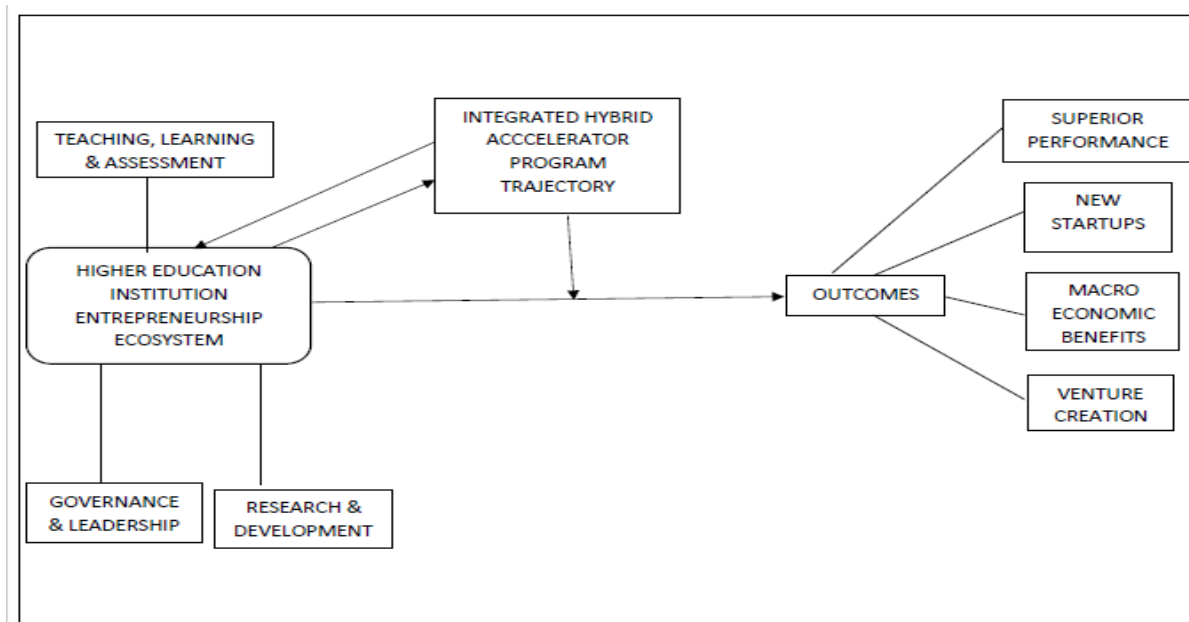 TEACHING, LEARNING
& ASSESSMENT
INTEGRATED HYBRID
ACCCELERATOR
PROGRAM
TRAJECTORY
SUPERIOR
PERFORMANCE
NEW
STARTUPS
HIGHER EDUCATION
INSTITUTION
ENTREPRENEURSHIP
ECOSYSTEM
OUTCOMES
MACRO
ECONOMIC
BENEFITS
VENTURE
CREATION
GOVERNANCE
& LEADERSHIP
RESEARCH &
DEVELOPMENT